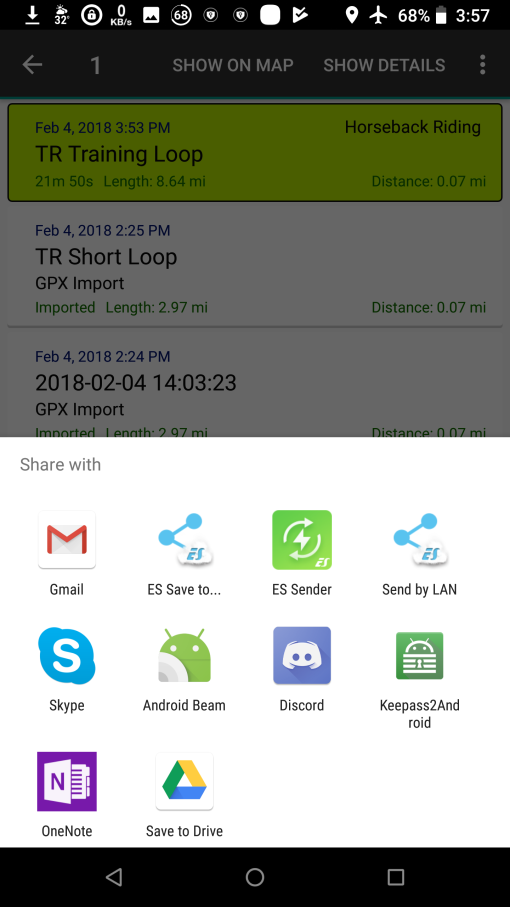 32°
0
KB/s
68
68%
3:57
1
SHOW ON MAP
SHOW DETAILS
Feb 4, 2018 3:53 PM
Horseback Riding
TR Training Loop
21m 50s Length: 8.64 mi
Distance: 0.07 mi
Feb 4, 2018 2:25 PM
TR Short Loop
GPX Import
Imported Length: 2.97 mi
Distance: 0.07 mi
Feb 4, 2018 2:24 PM
2018-02-04 14:03:23
GPX Import
Imported Length: 2.97 mi
Distance: 0.07 mi
Share with
ES
ES
ES
Gmail
ES Save to...
ES Sender
Send by LAN
S
Skype
Android Beam
Discord
Keepass2And
roid
N
OneNote
Save to Drive